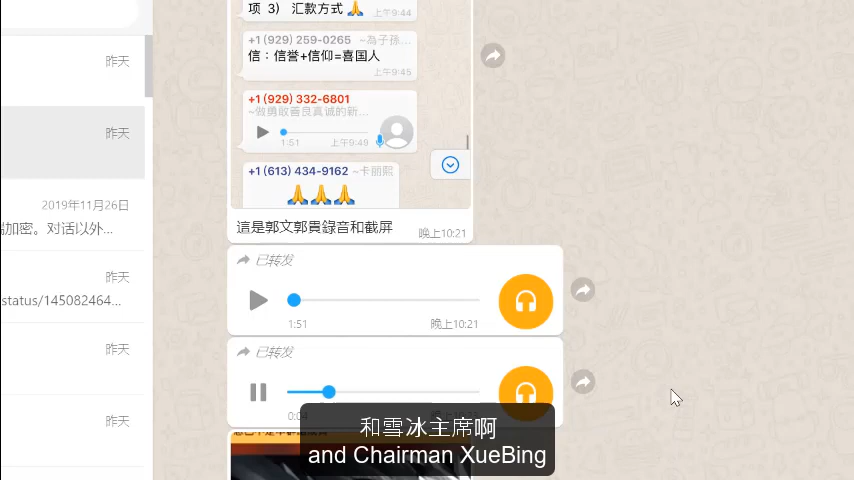 昨天
昨天
2019年11月26日
加密。对话以外...
昨天
status/145082464...
昨天
昨天
项 3) 汇款方式 🙏 上午9:44
+1 (929) 259-0265 ~為子孫...
信：信誉+信仰=喜国人
上午9:45
+1 (929) 332-6801
~做勇敢善良真诚的新...
1:51 上午9:49
+1 (613) 434-9162 ~卡丽熙
🙏🙏🙏
這是郭文郭貴錄音和截屏 晚上10:21
已转发
1:51 晚上10:21
已转发
0:04
和雪冰主席啊
and Chairman XueBing